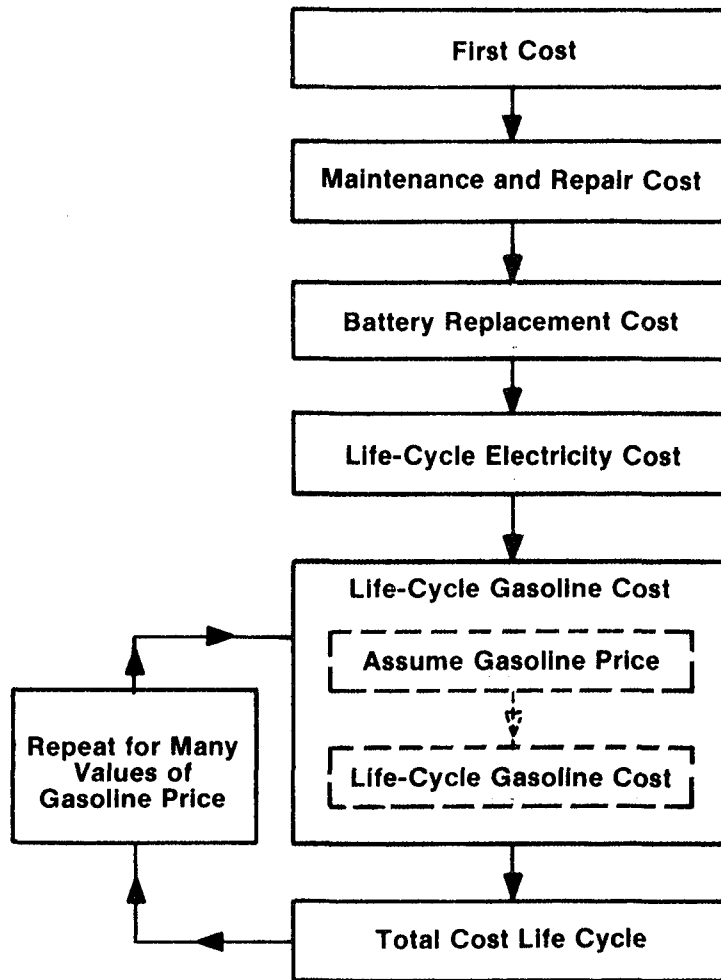 First Cost
Maintenance and Repair Cost
Battery Replacement Cost
Life-Cycle Electricity Cost
Life-Cycle Gasoline Cost
Assume Gasoline Price
Life-Cycle Gasoline Cost
Repeat for Many
Values of
Gasoline Price
Total Cost Life Cycle